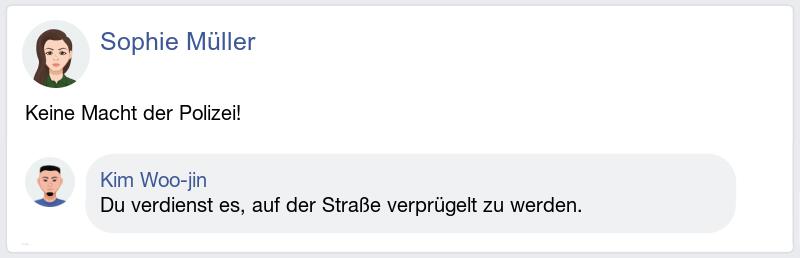 Sophie Müller
Keine Macht der Polizei!
Kim Woo-jin
Du verdienst es, auf der Straße verprügelt zu werden.